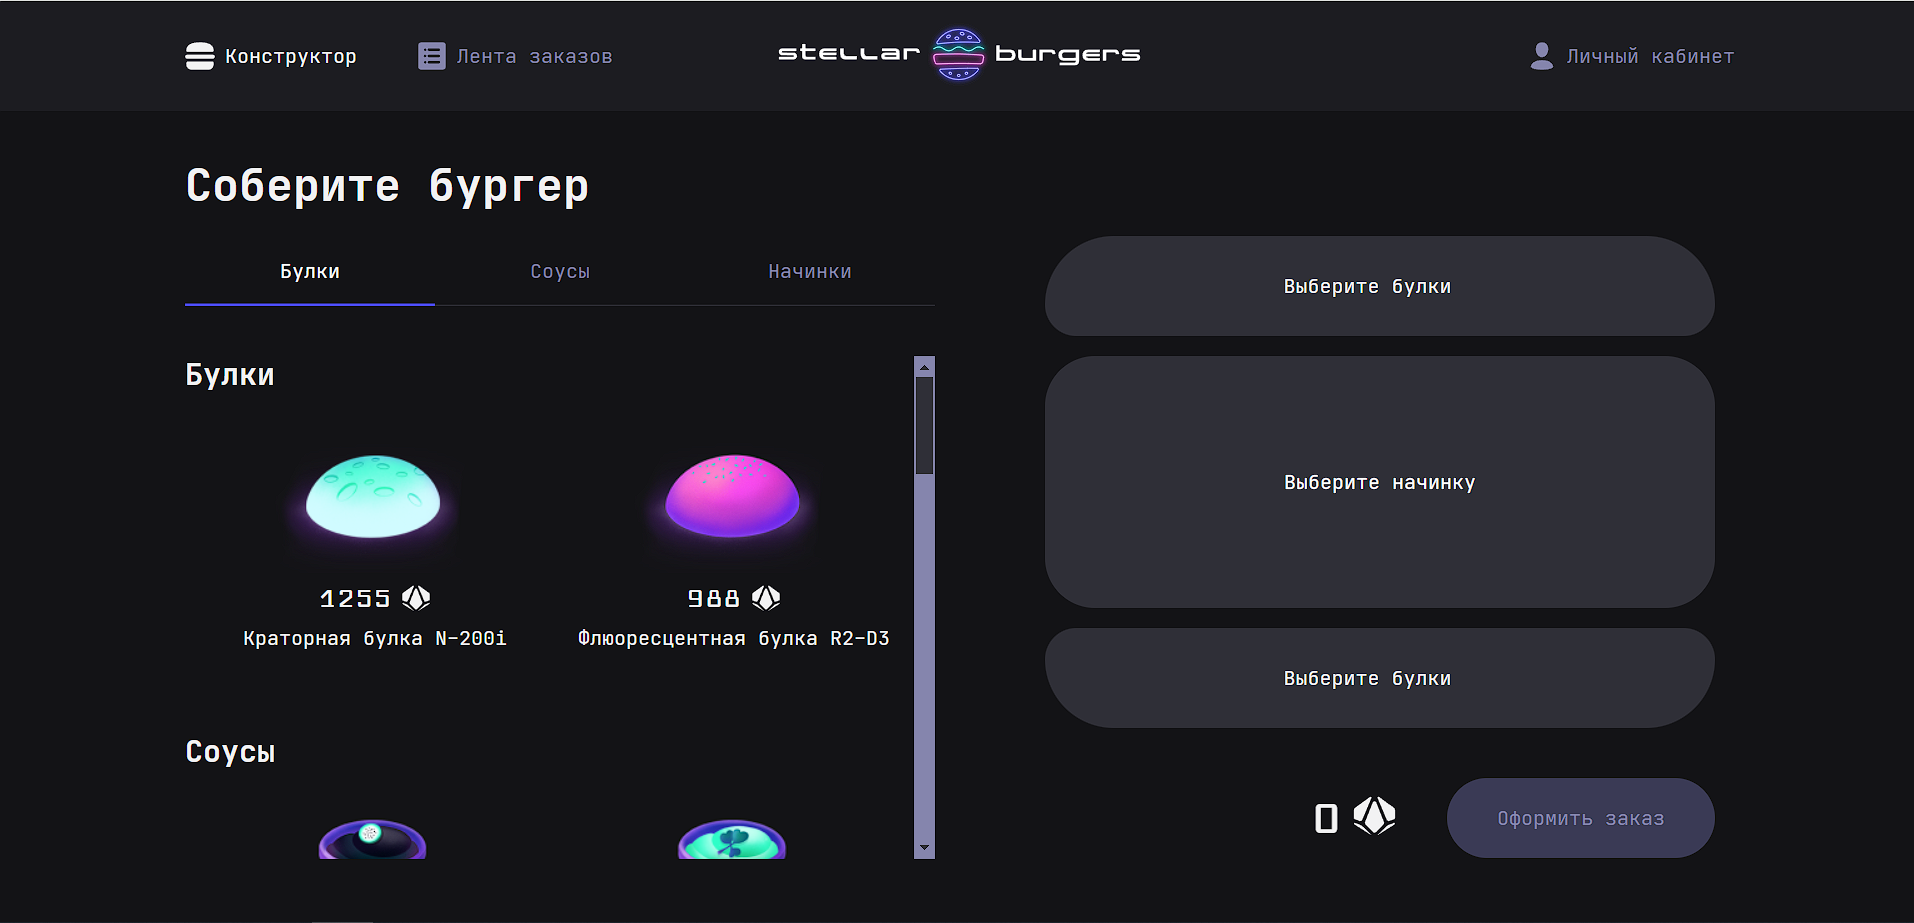 Конструктор
Лента заказов
stellar burgers
Личный кабинет
Соберите бургер
Булки
Соусы
Начинки
Булки
1255
988
Краторная булка N-200i
Флюоресцентная булка R2-D3
Соусы
Выберите булки
Выберите начинку
Выберите булки
0
Оформить заказ